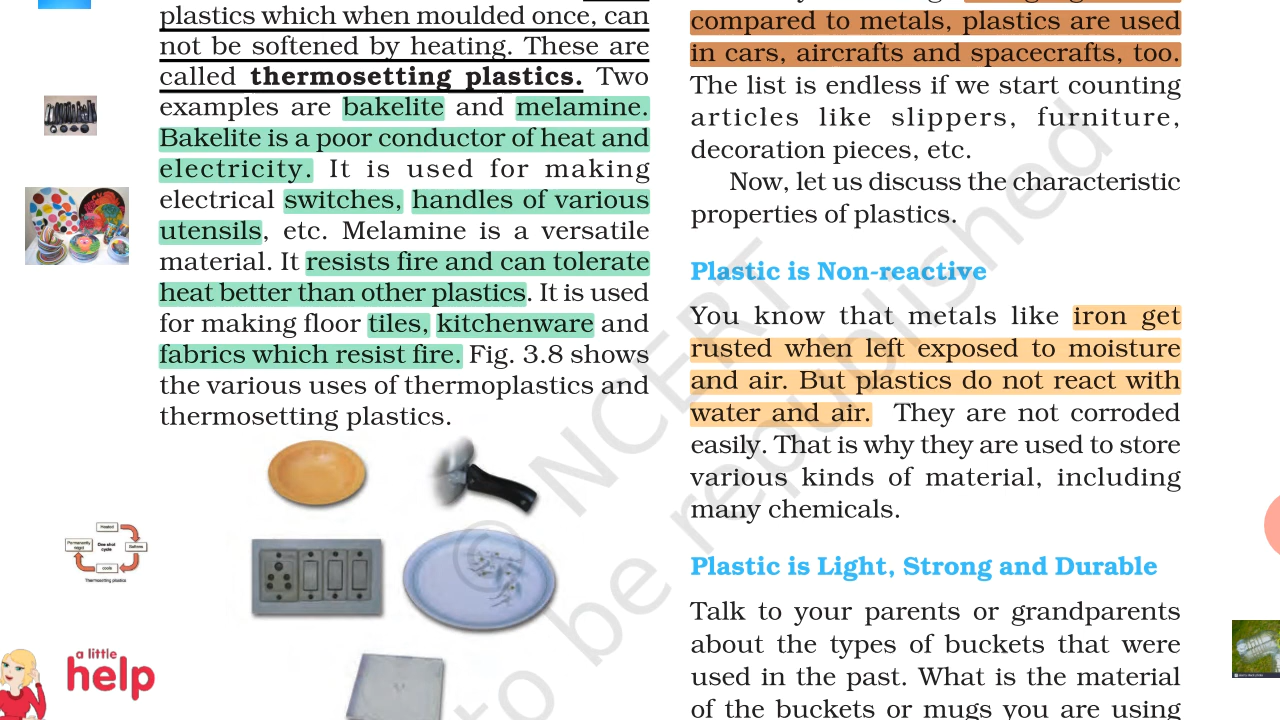 plastics which when moulded once, can
not be softened by heating. These are
called thermosetting plastics. Two
examples are bakelite and melamine.
Bakelite is a poor conductor of heat and
electricity. It is used for making
electrical switches, handles of various
utensils, etc. Melamine is a versatile
material. It resists fire and can tolerate
heat better than other plastics. It is used
for making floor tiles, kitchenware and
fabrics which resist fire. Fig. 3.8 shows
the various uses of thermoplastics and
thermosetting plastics.
Heated
Permanently rigid
One shot cycle
Softens
cools
Thermosetting plastics
a little
help
compared to metals, plastics are used
in cars, aircrafts and spacecrafts, too.
The list is endless if we start counting
articles like slippers, furniture,
decoration pieces, etc.
Now, let us discuss the characteristic
properties of plastics.
Plastic is Non-reactive
You know that metals like iron get
rusted when left exposed to moisture
and air. But plastics do not react with
water and air. They are not corroded
easily. That is why they are used to store
various kinds of material, including
many chemicals.
Plastic is Light, Strong and Durable
Talk to your parents or grandparents
about the types of buckets that were
used in the past. What is the material
of the buckets or mugs you are using
© NCERT
to be republished